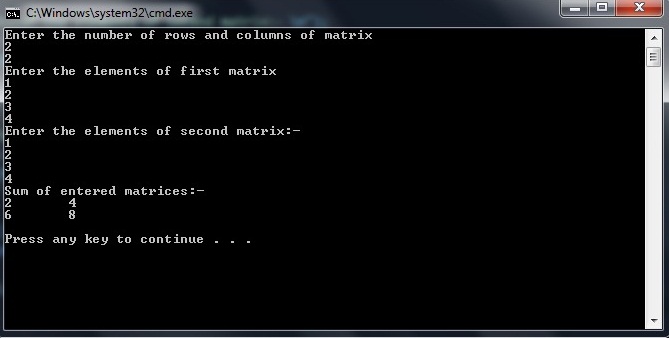 C:\Windows\system32\cmd.exe
Enter the number of rows and columns of matrix
2
2
Enter the elements of first matrix
1
2
3
4
Enter the elements of second matrix:-
1
2
3
4
Sum of entered matrices:-
2 4
6 8
Press any key to continue . . .